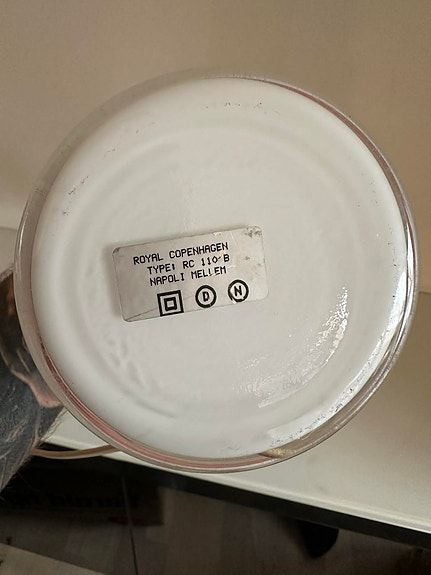 ROYAL COPENHAGEN
TYPE: RC 110 B
NAPOLI MELLEM
D N